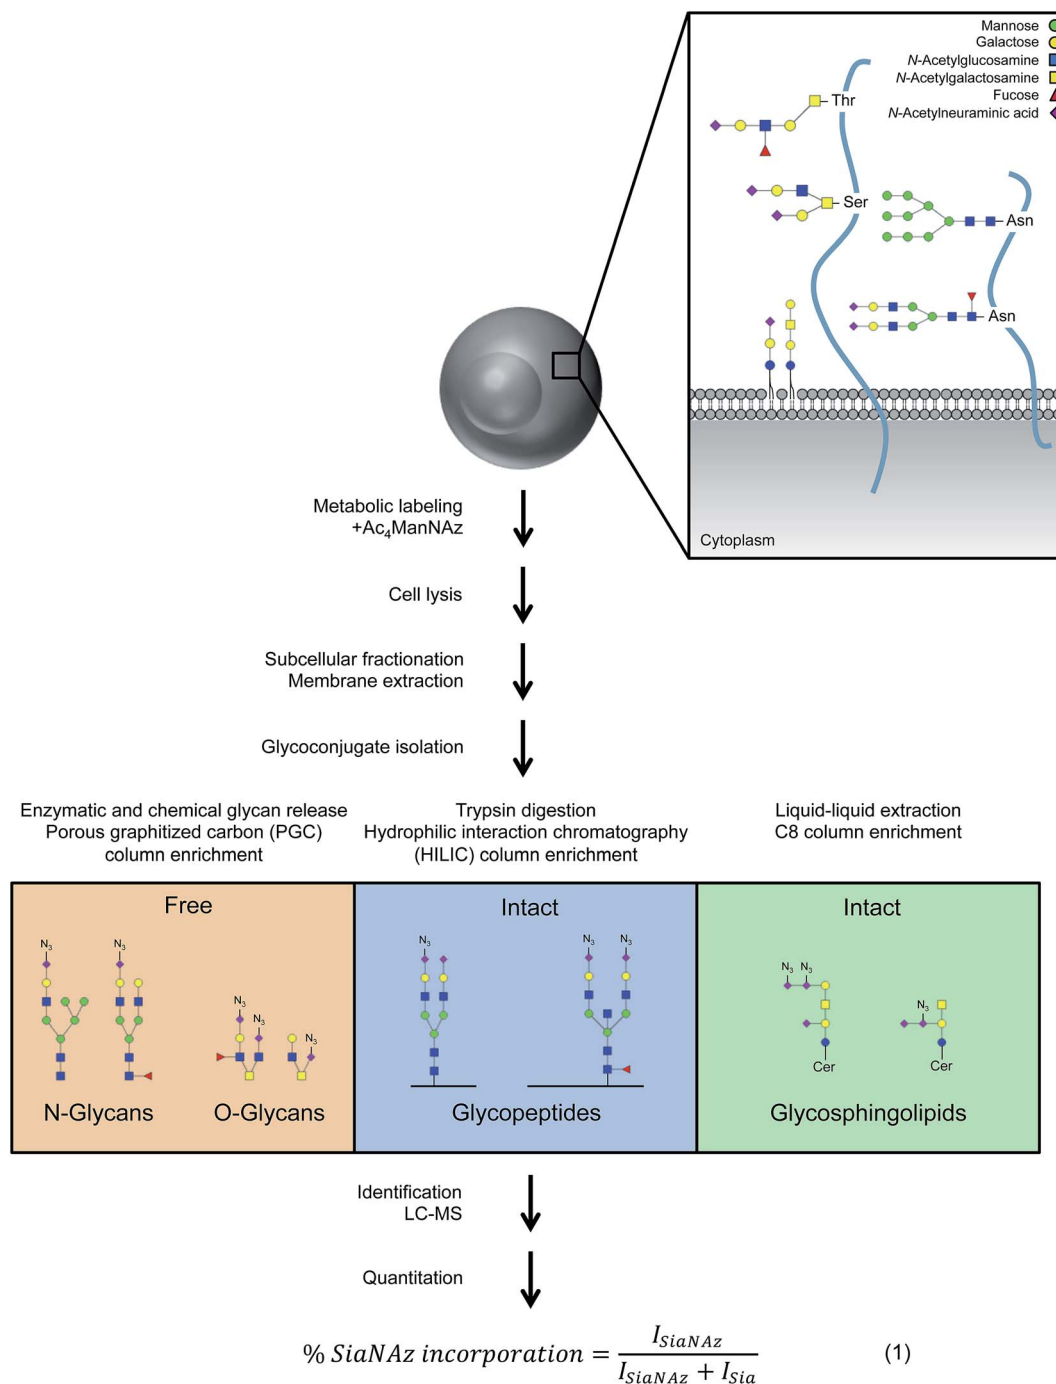 Mannose
Galactose
N-Acetylglucosamine
N-Acetylgalactosamine
Fucose
N-Acetylneuraminic acid
Thr
Ser
Asn
Asn
Cytoplasm
Metabolic labeling
+Ac₄ManNAz
Cell lysis
Subcellular fractionation
Membrane extraction
Glycoconjugate isolation
Enzymatic and chemical glycan release
Porous graphitized carbon (PGC)
column enrichment
Trypsin digestion
Hydrophilic interaction chromatography
(HILIC) column enrichment
Liquid-liquid extraction
C8 column enrichment
Free
N₃ N₃
N₃
N₃
N₃
N-Glycans
O-Glycans
Intact
N₃
N₃ N₃
Glycopeptides
Intact
N₃ N₃
N₃
Cer
Cer
Glycosphingolipids
Identification
LC-MS
Quantitation
% SiaNAz incorporation = I_SiaNAz / (I_SiaNAz + I_Sia) (1)